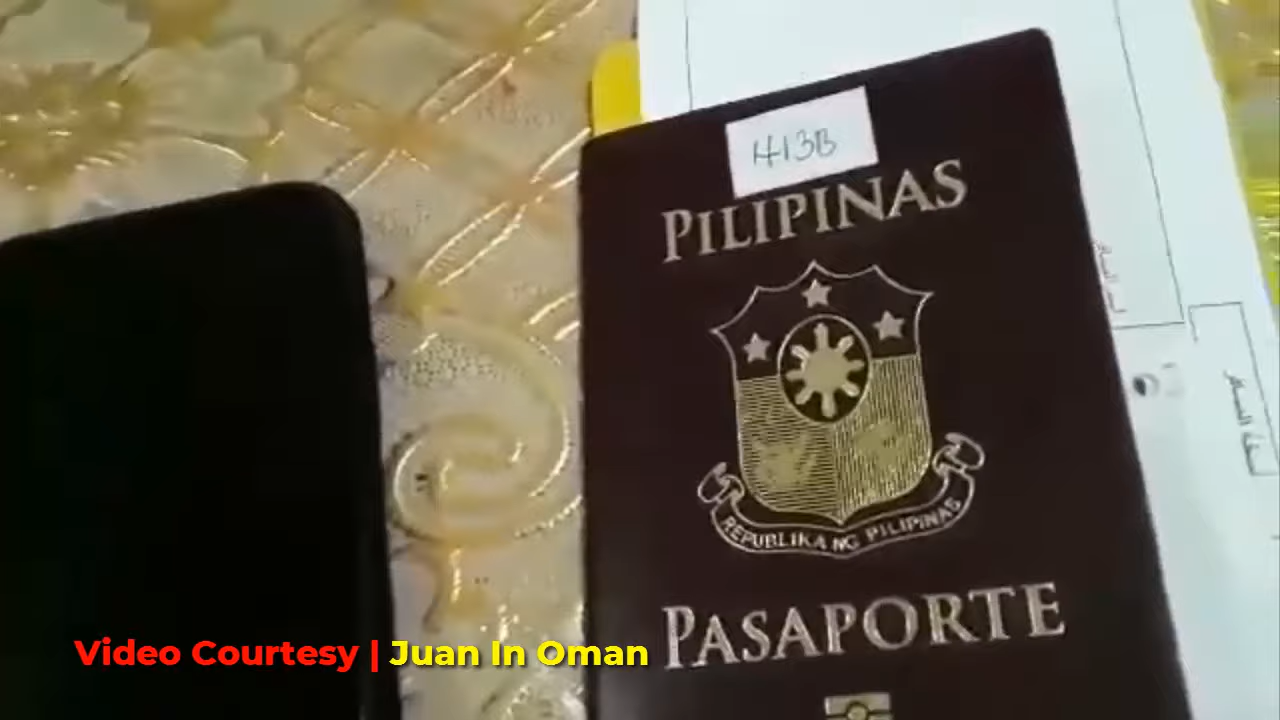 H13B
PILIPINAS
REPUBLIKA NG PILIPINAS
PASAPORTE
Video Courtesy | Juan In Oman